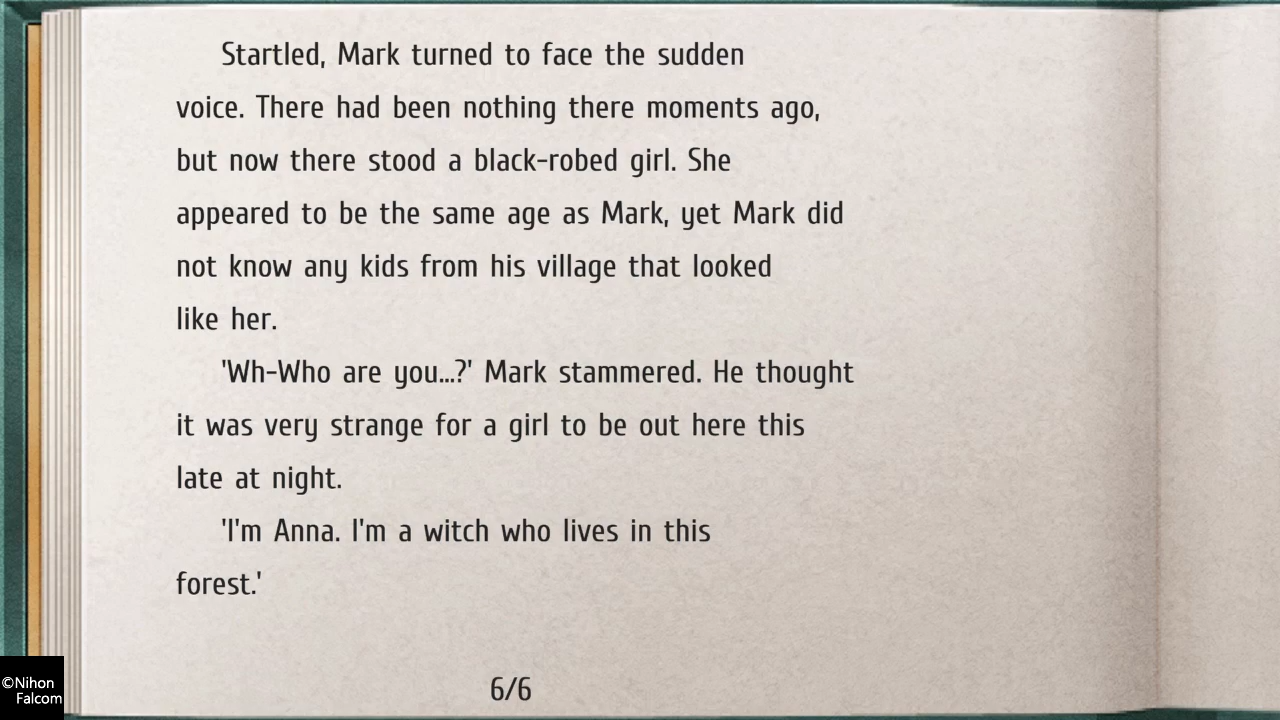 Startled, Mark turned to face the sudden
voice. There had been nothing there moments ago,
but now there stood a black-robed girl. She
appeared to be the same age as Mark, yet Mark did
not know any kids from his village that looked
like her.
'Wh-Who are you...?' Mark stammered. He thought
it was very strange for a girl to be out here this
late at night.
'I'm Anna. I'm a witch who lives in this
forest.'
6/6
©Nihon
Falcom